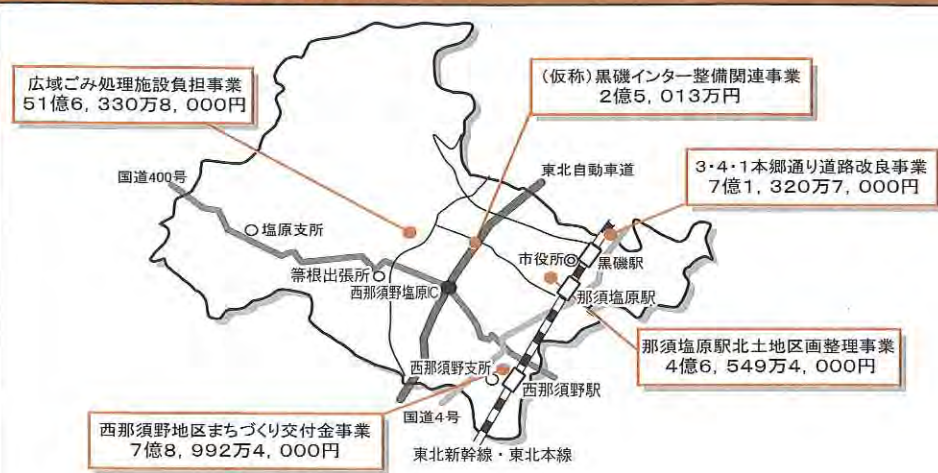 広域ごみ処理施設負担事業
51億6,330万8,000円
(仮称)黒磯インター整備関連事業
2億5,013万円
3・4・1本郷通り道路改良事業
7億1,320万7,000円
国道400号
東北自動車道
塩原支所
市役所
黒磯駅
箒根出張所
西那須野塩原IC
那須塩原駅
那須塩原駅北土地区画整理事業
4億6,549万4,000円
西那須野支所
西那須野駅
国道4号
西那須野地区まちづくり交付金事業
7億8,992万4,000円
東北新幹線・東北本線